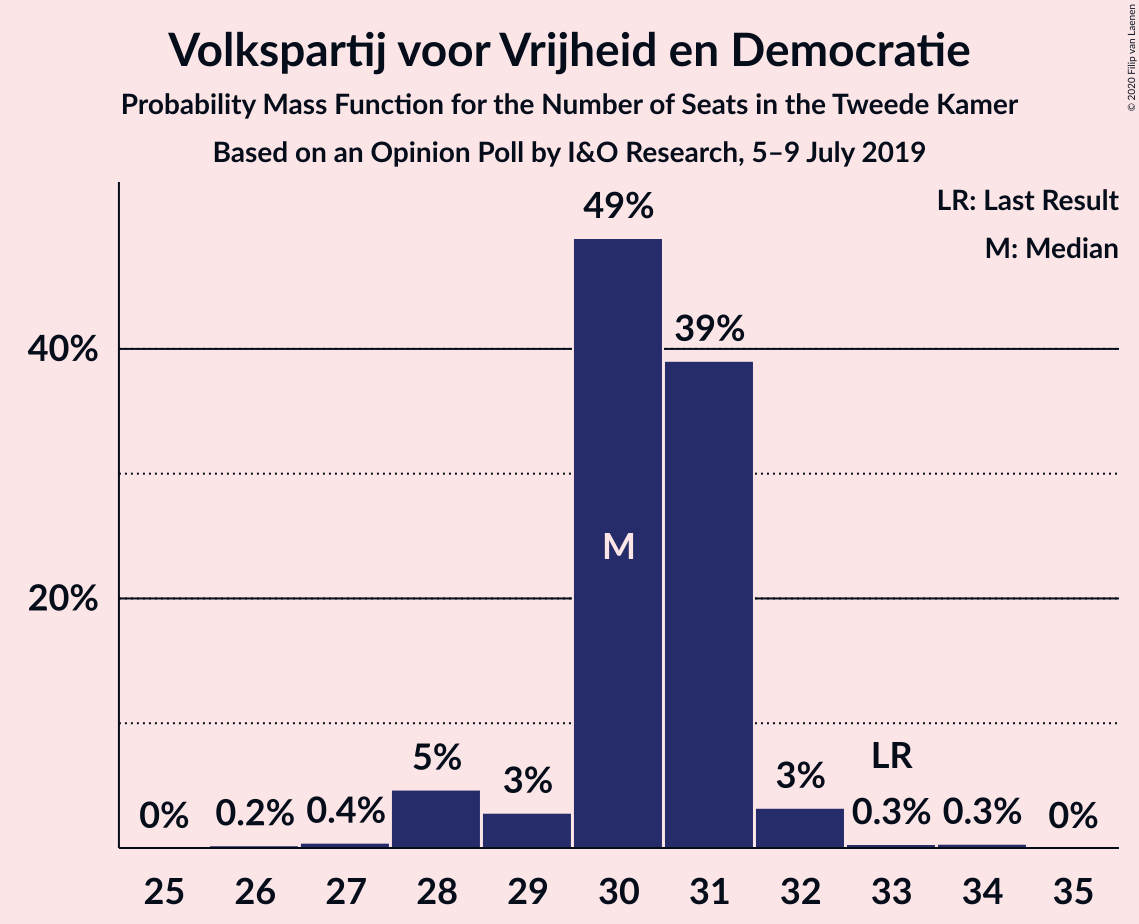 Volkspartij voor Vrijheid en Democratie
Probability Mass Function for the Number of Seats in the Tweede Kamer
Based on an Opinion Poll by I&O Research, 5–9 July 2019
© 2020 Filip van Laenen
LR: Last Result
M: Median
49%
39%
40%
M
20%
5%
3%
3%
LR
0%
0.2%
0.4%
0.3%
0.3%
0%
25 26 27 28 29 30 31 32 33 34 35